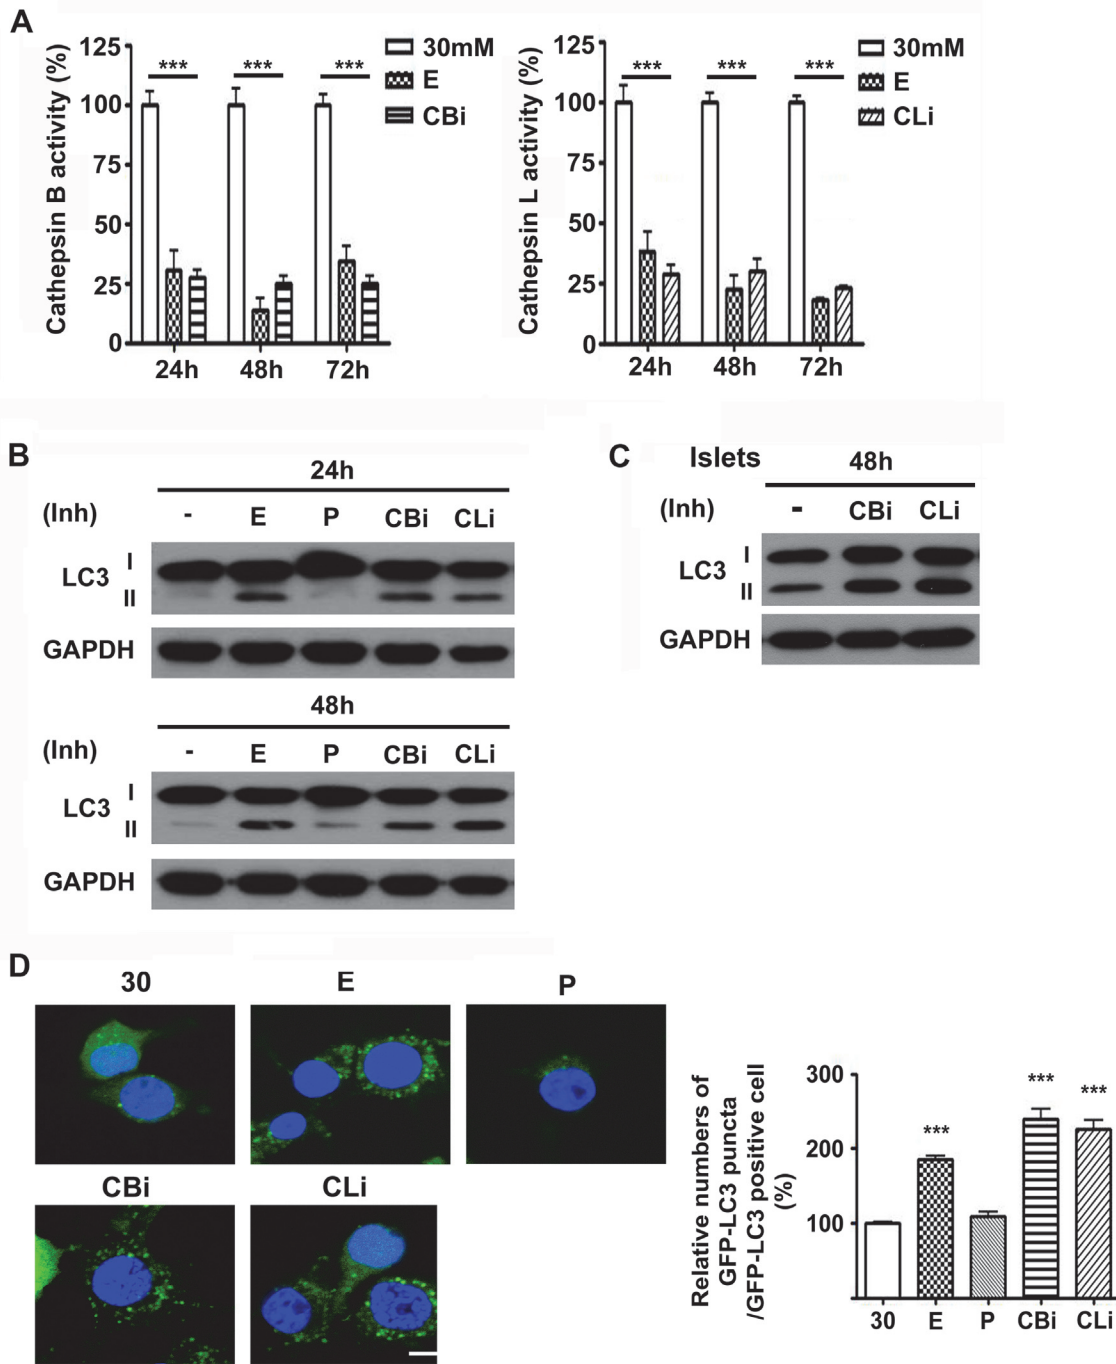 A
Cathepsin B activity (%)
125
100
75
50
25
0
***
***
***
24h
48h
72h
30mM
E
CBi
Cathepsin L activity (%)
125
100
75
50
25
0
***
***
***
24h
48h
72h
30mM
E
CLi
B
24h
(Inh) - E P CBi CLi
LC3 I
II
GAPDH
48h
(Inh) - E P CBi CLi
LC3 I
II
GAPDH
C
Islets 48h
(Inh) - CBi CLi
LC3 I
II
GAPDH
D
30 E P
CBi CLi
Relative numbers of
GFP-LC3 puncta
/GFP-LC3 positive cell
(%)
300
200
100
***
***
***
30 E P CBi CLi